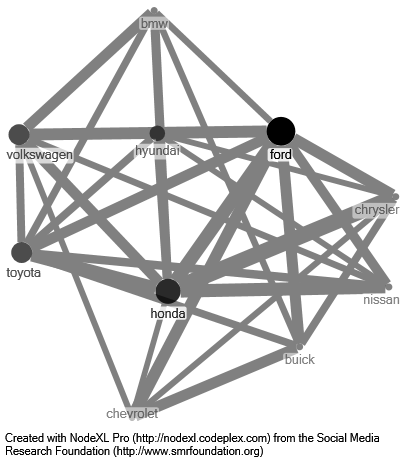 bmw
volkswagen
hyundai
ford
chrysler
toyota
nissan
honda
buick
chevrolet
Created with NodeXL Pro (http://nodexl.codeplex.com) from the Social Media
Research Foundation (http://www.smrfoundation.org)